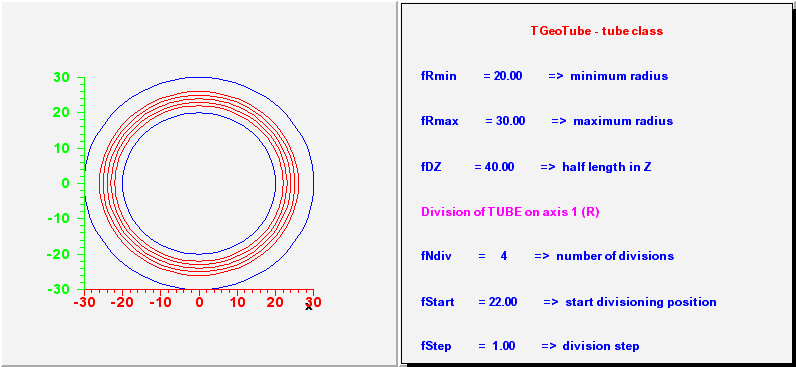 30
20
10
0
-10
-20
-30
-30 -20 -10 0 10 20 30
x
TGeoTube - tube class
fRmin = 20.00 => minimum radius
fRmax = 30.00 => maximum radius
fDZ = 40.00 => half length in Z
Division of TUBE on axis 1 (R)
fNdiv = 4 => number of divisions
fStart = 22.00 => start divisioning position
fStep = 1.00 => division step